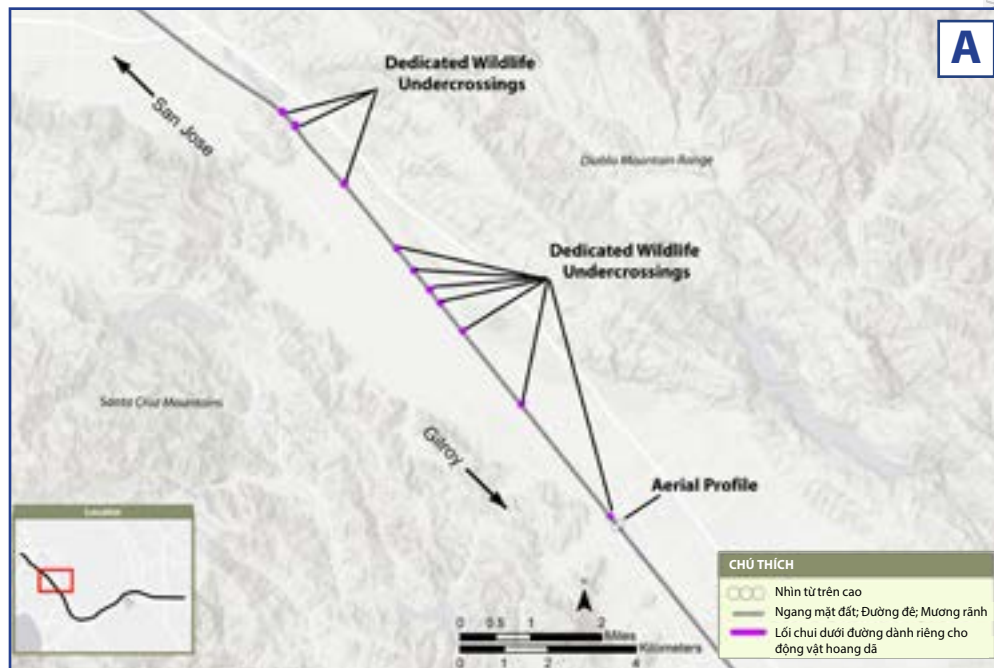 A
Dedicated Wildlife
Undercrossings
San Jose
Diablo Mountain Range
Dedicated Wildlife
Undercrossings
Santa Cruz Mountains
Gilroy
Aerial Profile
Locator
CHÚ THÍCH
Nhìn từ trên cao
Ngang mặt đất; Đường đê; Mương rãnh
Lối chui dưới đường dành riêng cho
động vật hoang dã
0 0.5 1 2
Miles
Kilometers
0 1 2 4